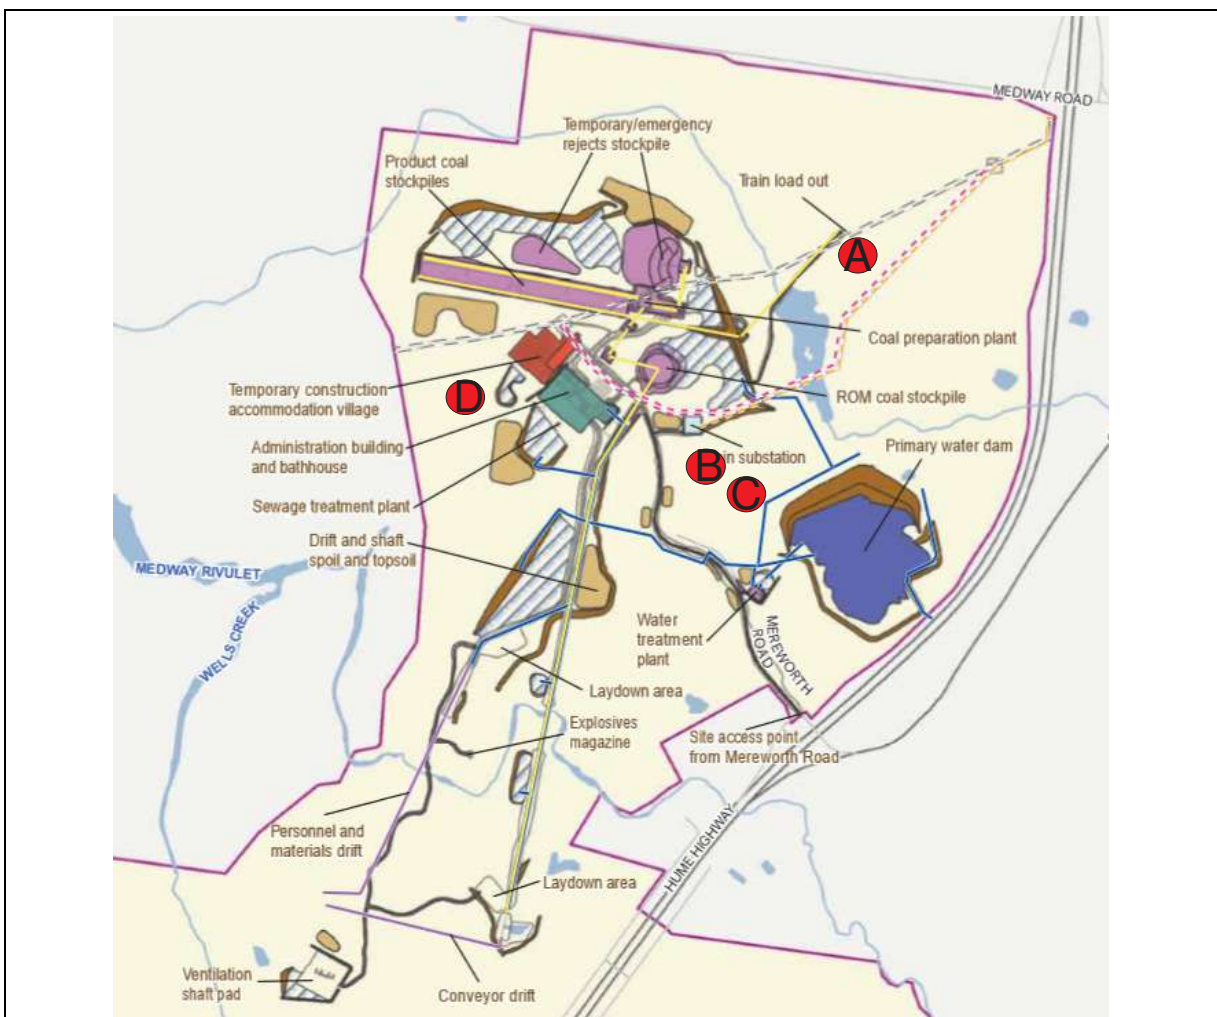 MEDWAY ROAD
Temporary/emergency
rejects stockpile
Product coal
stockpiles
Train load out
A
Coal preparation plant
Temporary construction
accommodation village
D
ROM coal stockpile
Administration building
and bathhouse
B
in substation
Primary water dam
C
Sewage treatment plant
Drift and shaft
spoil and topsoil
MEDWAY RIVULET
WELLS CREEK
Water
treatment
plant
MEREWORTH
ROAD
Laydown area
Explosives
magazine
Site access point
from Mereworth Road
HUME HIGHWAY
Personnel and
materials drift
Laydown area
Ventilation
shaft pad
Conveyor drift